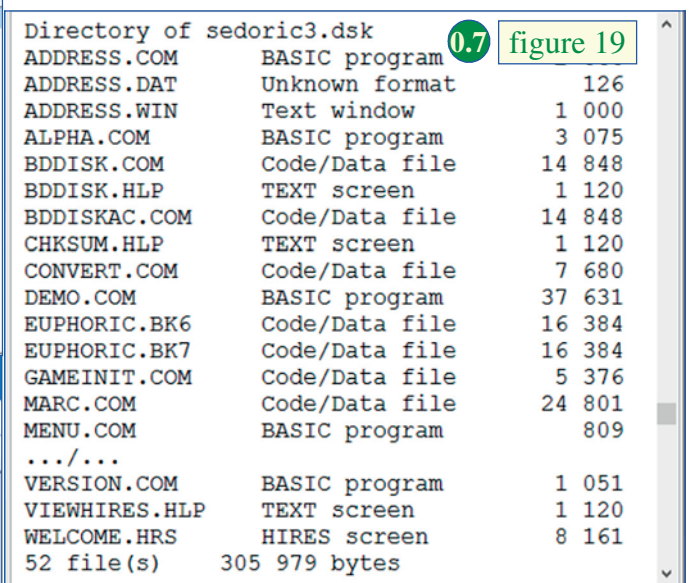 Directory of sedoric3.dsk
0.7 figure 19
ADDRESS.COM BASIC program
ADDRESS.DAT Unknown format 126
ADDRESS.WIN Text window 1 000
ALPHA.COM BASIC program 3 075
BDDISK.COM Code/Data file 14 848
BDDISK.HLP TEXT screen 1 120
BDDISKAC.COM Code/Data file 14 848
CHKSUM.HLP TEXT screen 1 120
CONVERT.COM Code/Data file 7 680
DEMO.COM BASIC program 37 631
EUPHORIC.BK6 Code/Data file 16 384
EUPHORIC.BK7 Code/Data file 16 384
GAMEINIT.COM Code/Data file 5 376
MARC.COM Code/Data file 24 801
MENU.COM BASIC program 809
.../...
VERSION.COM BASIC program 1 051
VIEWHIRES.HLP TEXT screen 1 120
WELCOME.HRS HIRES screen 8 161
52 file(s) 305 979 bytes